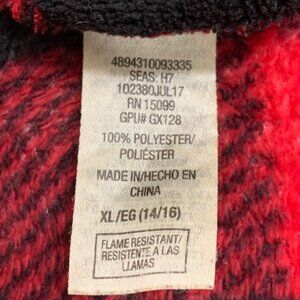 4894310093335
SEAS: H7
102380JUL17
RN 15099
GPU# GX128
100% POLYESTER/
POLIÉSTER
MADE IN/HECHO EN
CHINA
XL/EG (14/16)
FLAME RESISTANT/
RESISTENTE A LAS
LLAMAS